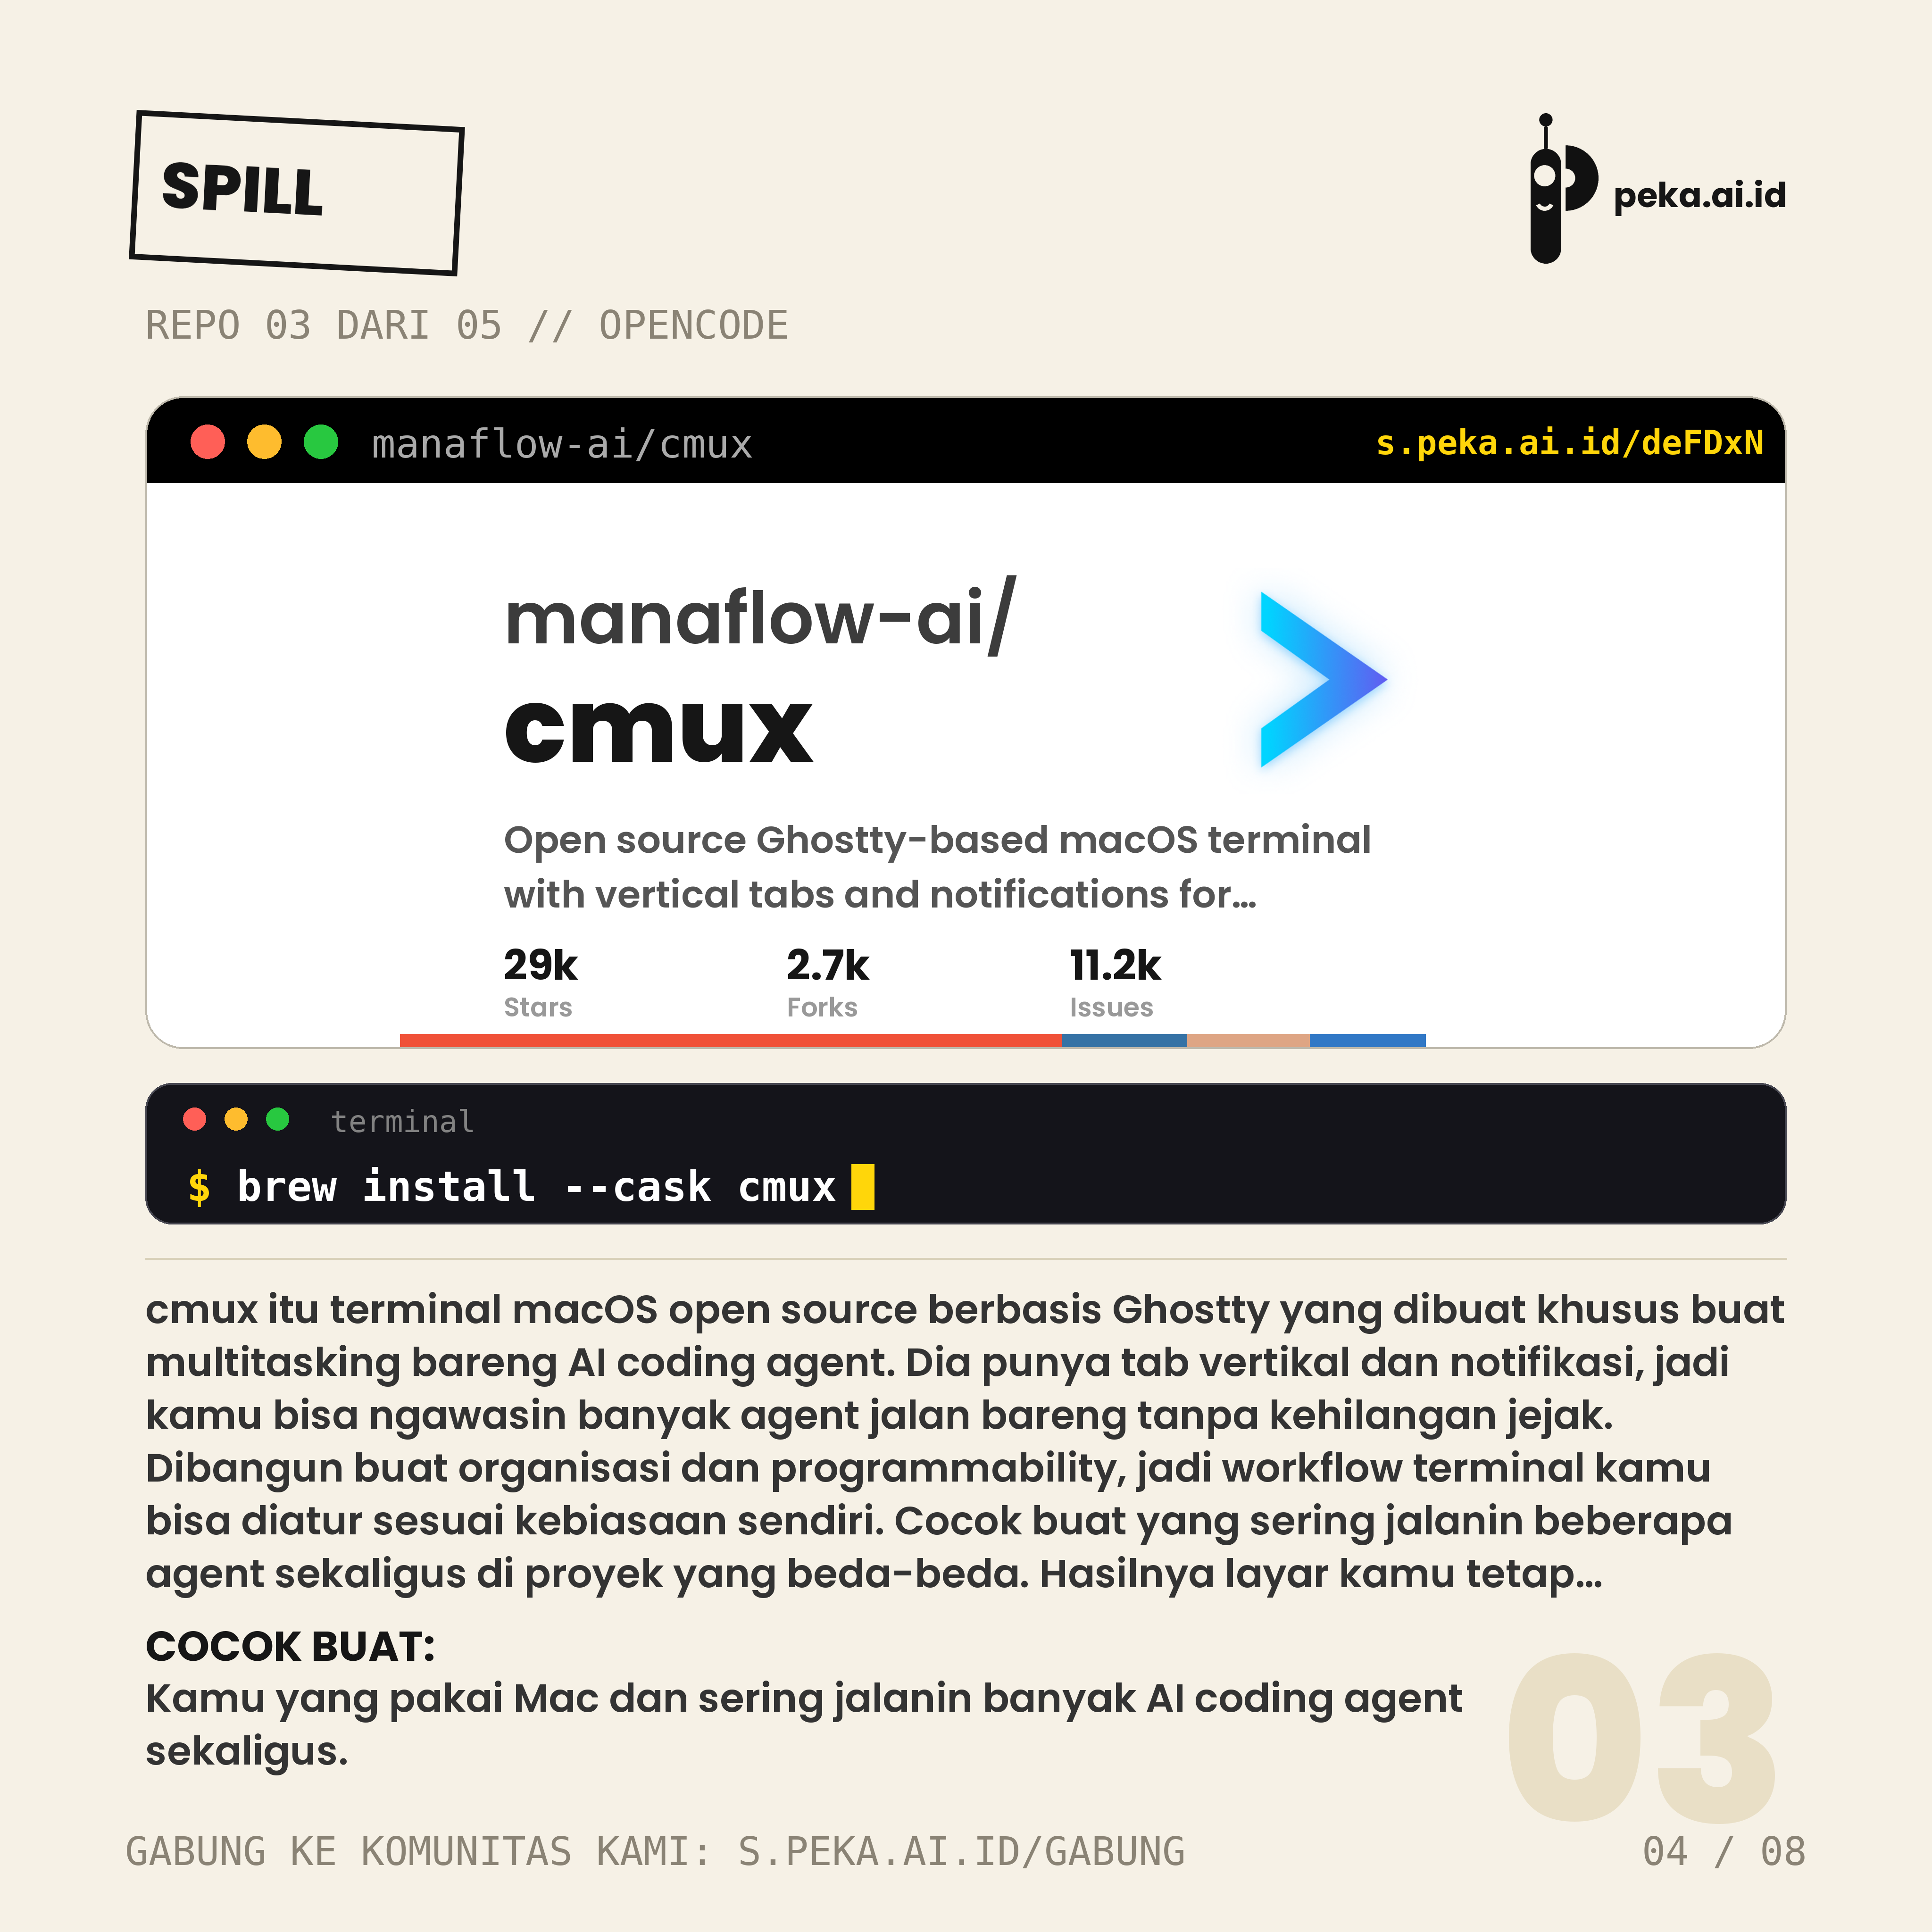 SPILL
peka.ai.id
REPO 03 DARI 05 // OPENCODE
manaflow-ai/cmux
s.peka.ai.id/deFDxN
manaflow-ai/
cmux
Open source Ghostty-based macOS terminal
with vertical tabs and notifications for...
29k
2.7k
11.2k
Stars
Forks
Issues
terminal
$ brew install --cask cmux
cmux itu terminal macOS open source berbasis Ghostty yang dibuat khusus buat
multitasking bareng AI coding agent. Dia punya tab vertikal dan notifikasi, jadi
kamu bisa ngawasin banyak agent jalan bareng tanpa kehilangan jejak.
Dibangun buat organisasi dan programmability, jadi workflow terminal kamu
bisa diatur sesuai kebiasaan sendiri. Cocok buat yang sering jalanin beberapa
agent sekaligus di proyek yang beda-beda. Hasilnya layar kamu tetap...
COCOK BUAT:
Kamu yang pakai Mac dan sering jalanin banyak AI coding agent
sekaligus.
03
GABUNG KE KOMUNITAS KAMI: S.PEKA.AI.ID/GABUNG
04 / 08